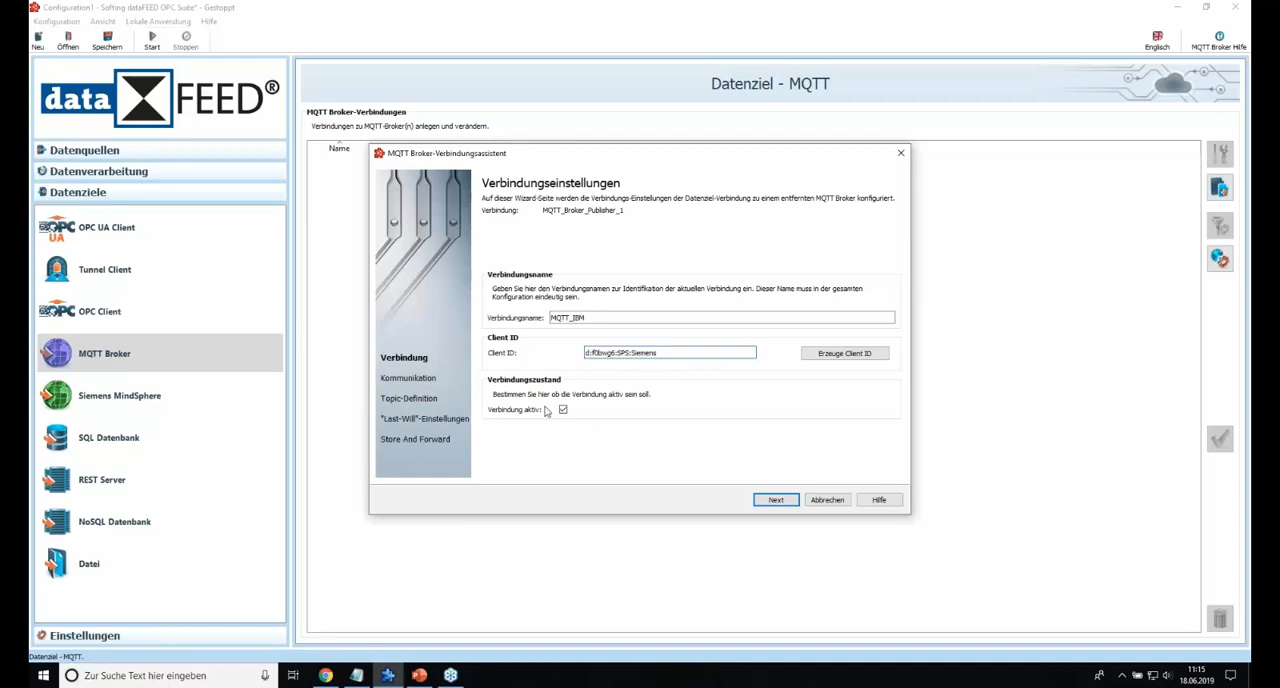 Configuration1 - Softing dataFEED OPC Suite* - Gestoppt
Konfiguration Ansicht Lokale Anwendung Hilfe
Neu Öffnen Speichern Start Stoppen Englisch MQTT Broker Hilfe
data FEED®
Datenquellen
Datenverarbeitung
Datenziele
OPC UA OPC UA Client
Tunnel Client
OPC OPC Client
MQTT Broker
Siemens MindSphere
SQL Datenbank
REST Server
NoSQL Datenbank
Datei
Einstellungen
Datenziel - MQTT.
Datenziel - MQTT
MQTT Broker-Verbindungen
Verbindungen zu MQTT-Broker(n) anlegen und verändern.
Name
MQTT Broker-Verbindungsassistent
Verbindungseinstellungen
Auf dieser Wizard-Seite werden die Verbindungs-Einstellungen der Datenziel-Verbindung zu einem entfernten MQTT Broker konfiguriert.
Verbindung: MQTT_Broker_Publisher_1
Verbindung
Kommunikation
Topic-Definition
"Last-Will"-Einstellungen
Store And Forward
Verbindungsname
Geben Sie hier den Verbindungsnamen zur Identifikation der aktuellen Verbindung ein. Dieser Name muss in der gesamten
Konfiguration eindeutig sein.
Verbindungsname: MQTT_IBM
Client ID
Client ID: d:f0bwg6:SPS:Siemens Erzeuge Client ID
Verbindungszustand
Bestimmen Sie hier ob die Verbindung aktiv sein soll.
Verbindung aktiv:
Next Abbrechen Hilfe
Zur Suche Text hier eingeben
11:15
18.06.2019